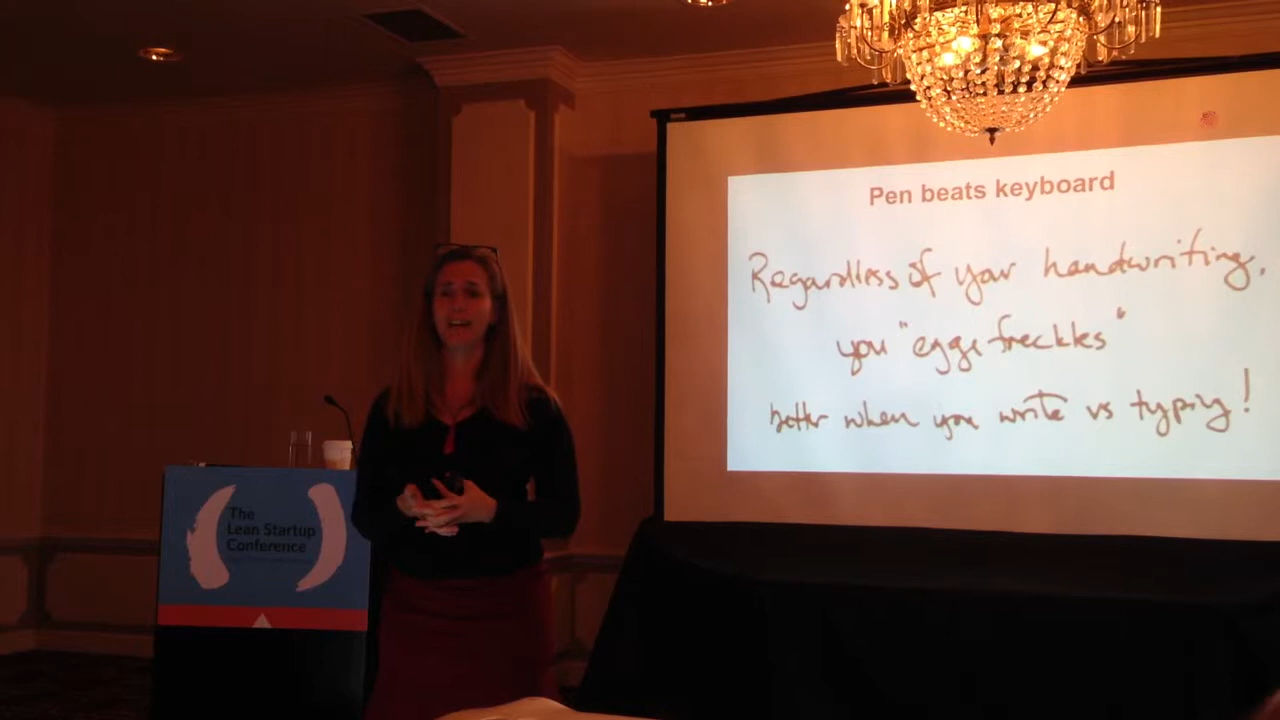 Pen beats keyboard
Regardless of your handwriting,
you "eggs freckles"
better when you write vs typing!
The
Lean Startup
Conference